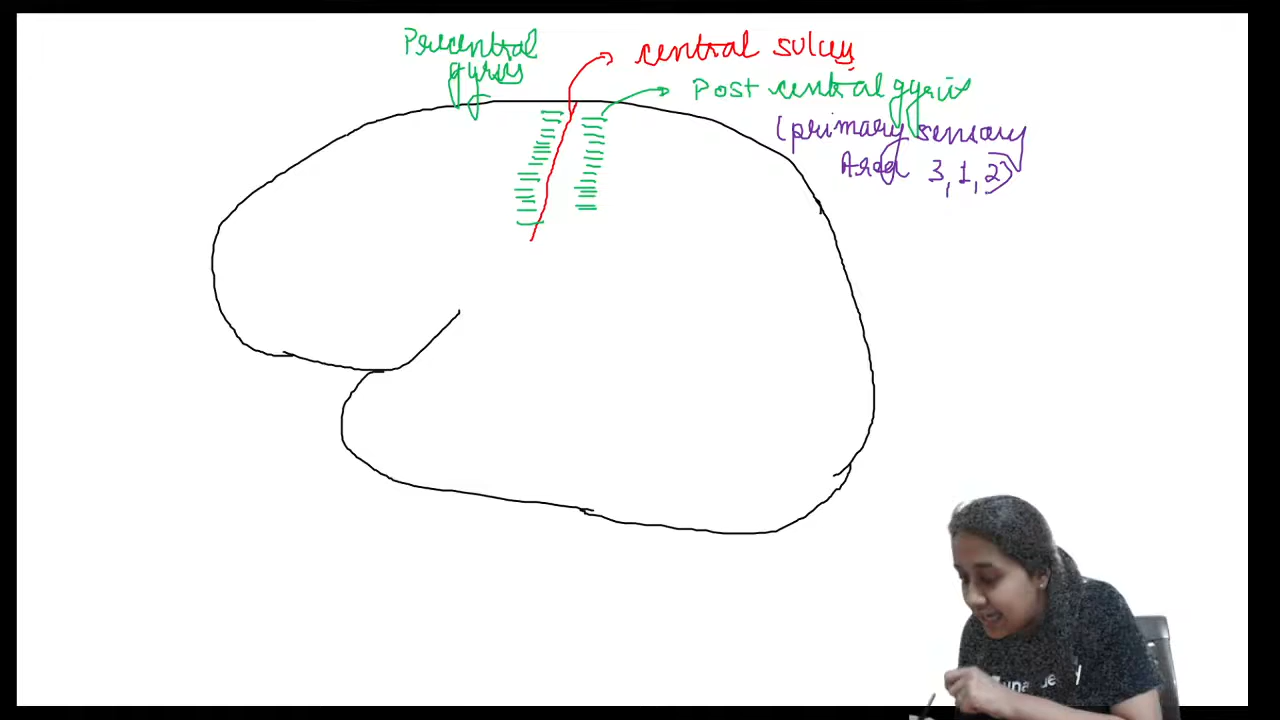 Precentral
gyrus
central sulcus
Post central gyrus
(primary sensory
Area 3,1,2)